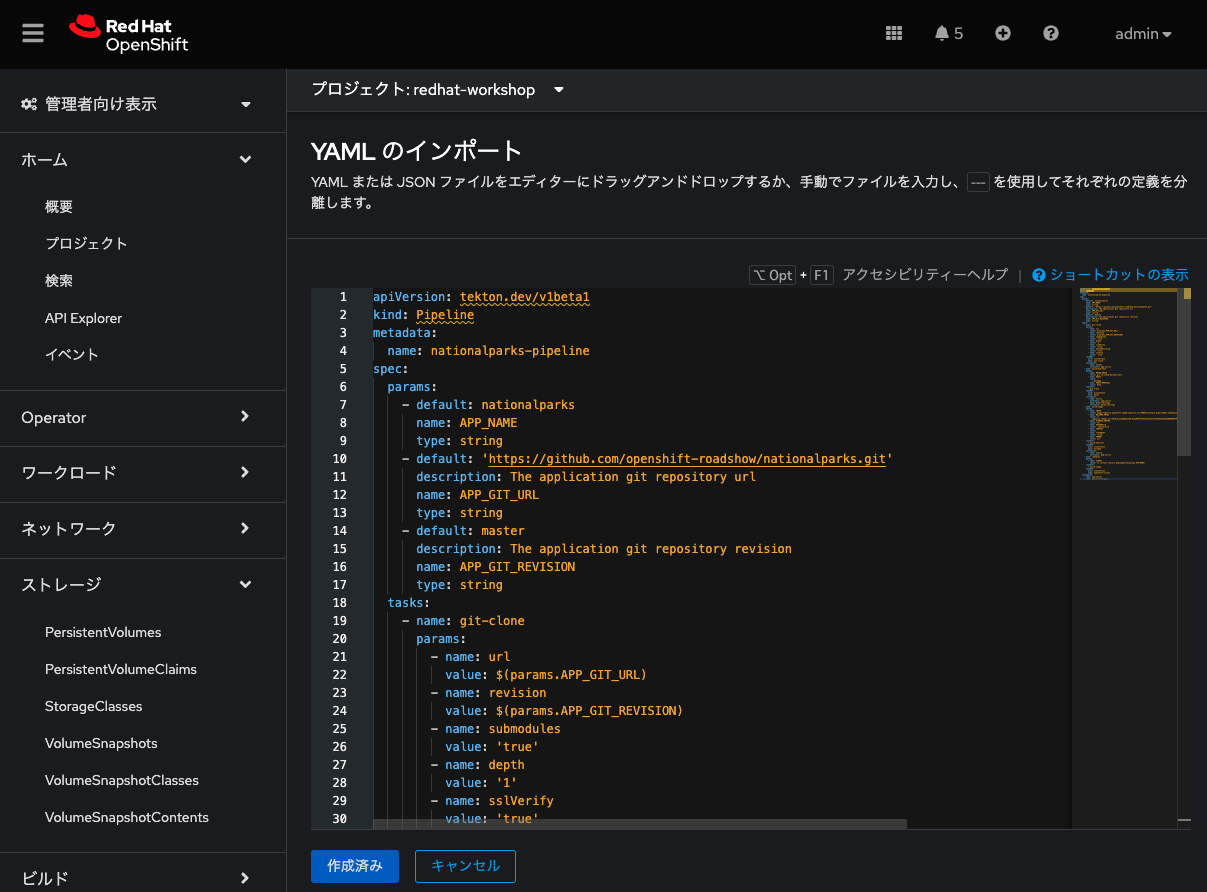 Red Hat
OpenShift
5
admin
管理者向け表示
ホーム
概要
プロジェクト
検索
API Explorer
イベント
Operator
ワークロード
ネットワーク
ストレージ
PersistentVolumes
PersistentVolumeClaims
StorageClasses
VolumeSnapshots
VolumeSnapshotClasses
VolumeSnapshotContents
ビルド
プロジェクト: redhat-workshop
YAML のインポート
YAML または JSON ファイルをエディターにドラッグアンドドロップするか、手動でファイルを入力し、 --- を使用してそれぞれの定義を分
離します。
⌥ Opt + F1 アクセシビリティーヘルプ | ショートカットの表示
1 apiVersion: tekton.dev/v1beta1
2 kind: Pipeline
3 metadata:
4 name: nationalparks-pipeline
5 spec:
6 params:
7 - default: nationalparks
8 name: APP_NAME
9 type: string
10 - default: 'https://github.com/openshift-roadshow/nationalparks.git'
11 description: The application git repository url
12 name: APP_GIT_URL
13 type: string
14 - default: master
15 description: The application git repository revision
16 name: APP_GIT_REVISION
17 type: string
18 tasks:
19 - name: git-clone
20 params:
21 - name: url
22 value: $(params.APP_GIT_URL)
23 - name: revision
24 value: $(params.APP_GIT_REVISION)
25 - name: submodules
26 value: 'true'
27 - name: depth
28 value: '1'
29 - name: sslVerify
30 value: 'true'
作成済み
キャンセル